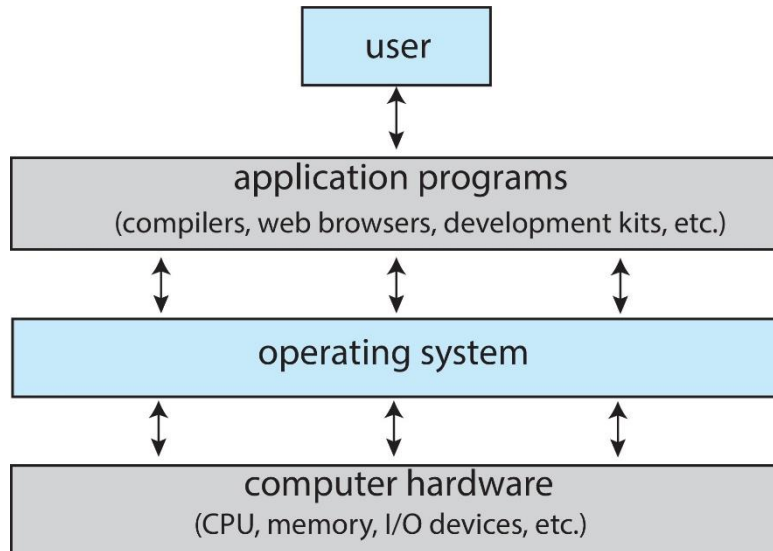 user
application programs
(compilers, web browsers, development kits, etc.)
operating system
computer hardware
(CPU, memory, I/O devices, etc.)